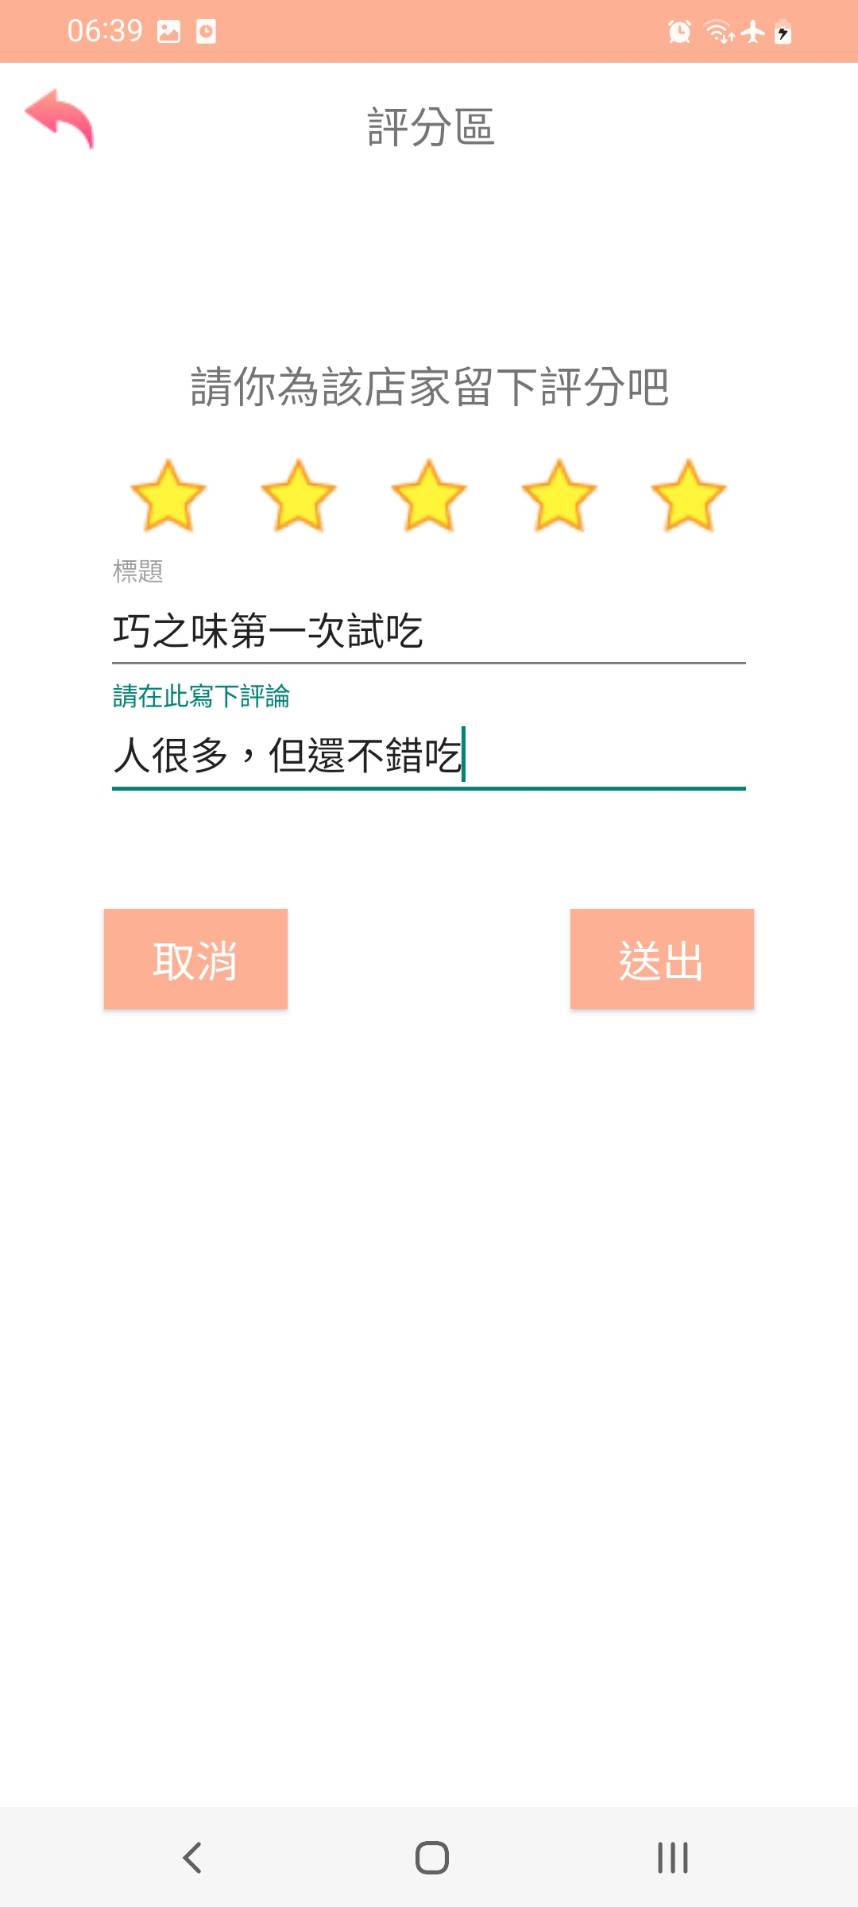 06:39
評分區
請你為該店家留下評分吧
標題
巧之味第一次試吃
請在此寫下評論
人很多，但還不錯吃
取消
送出